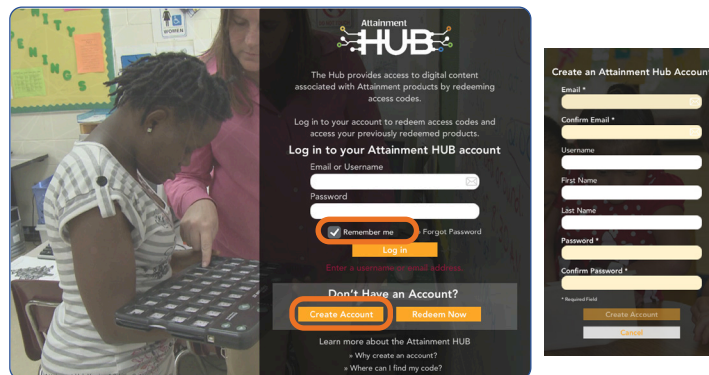 WOMEN
Attainment
HUB
The Hub provides access to digital content
associated with Attainment products by redeeming
access codes.
Log in to your account to redeem access codes and
access your previously redeemed products.
Log in to your Attainment HUB account
Email or Username
Password
Remember me
» Forgot Password
Log in
Enter a username or email address.
Don't Have an Account?
Create Account
Redeem Now
Learn more about the Attainment HUB
» Why create an account?
» Where can I find my code?
Create an Attainment Hub Account
Email *
Confirm Email *
Username
First Name
Last Name
Password *
Confirm Password *
* Required Field
Create Account
Cancel